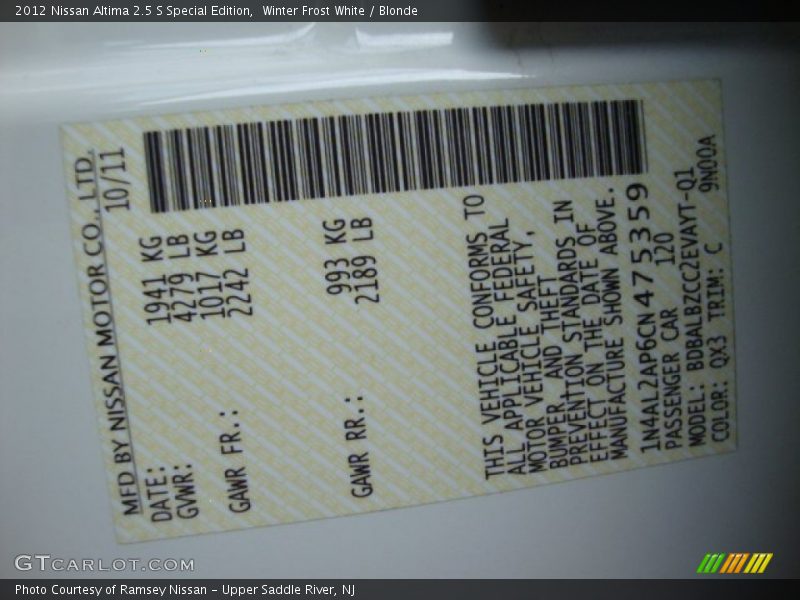 2012 Nissan Altima 2.5 S Special Edition,  Winter Frost White / Blonde
MFD BY NISSAN MOTOR CO., LTD.
DATE: 10/11
GVWR: 1941 KG
4279 LB
GAWR FR.: 1017 KG
2242 LB
GAWR RR.: 993 KG
2189 LB
THIS VEHICLE CONFORMS TO
ALL APPLICABLE FEDERAL
MOTOR VEHICLE SAFETY,
BUMPER, AND THEFT
PREVENTION STANDARDS IN
EFFECT ON THE DATE OF
MANUFACTURE SHOWN ABOVE.
1N4AL2AP6CN475359
PASSENGER CAR 120
MODEL: BDBALBZCC2EVAYT-Q1
COLOR: QX3 TRIM: C 9N00A
GTCARLOT.COM
Photo Courtesy of Ramsey Nissan - Upper Saddle River, NJ